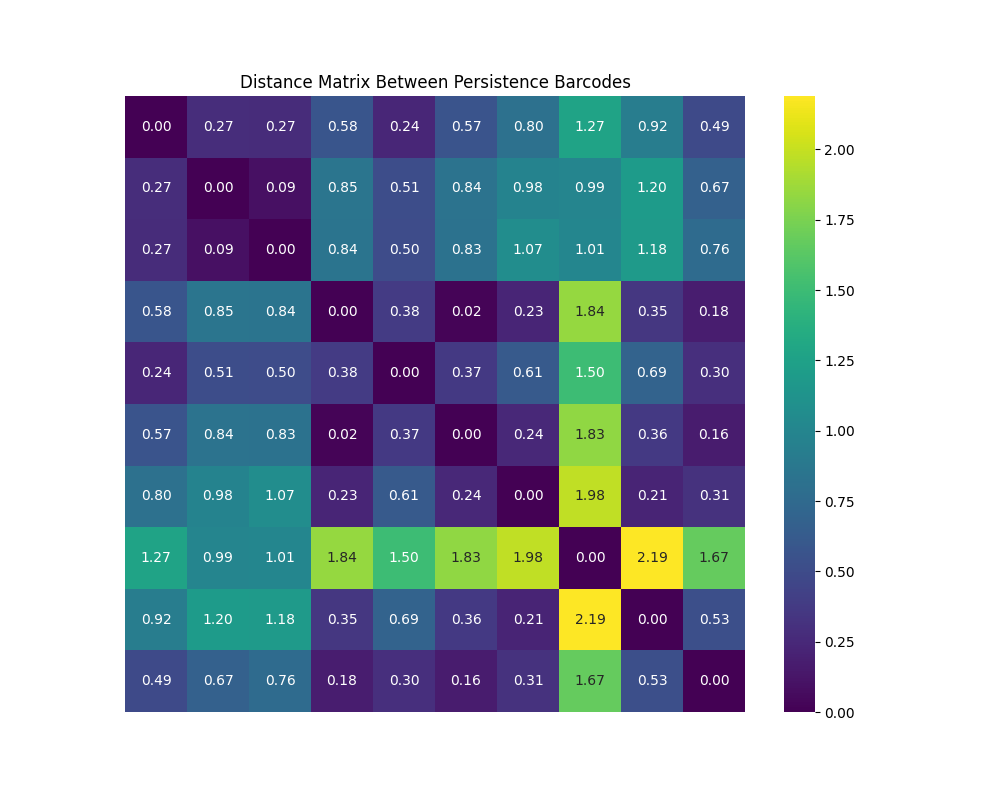 Distance Matrix Between Persistence Barcodes
0.00 0.27 0.27 0.58 0.24 0.57 0.80 1.27 0.92 0.49
0.27 0.00 0.09 0.85 0.51 0.84 0.98 0.99 1.20 0.67
0.27 0.09 0.00 0.84 0.50 0.83 1.07 1.01 1.18 0.76
0.58 0.85 0.84 0.00 0.38 0.02 0.23 1.84 0.35 0.18
0.24 0.51 0.50 0.38 0.00 0.37 0.61 1.50 0.69 0.30
0.57 0.84 0.83 0.02 0.37 0.00 0.24 1.83 0.36 0.16
0.80 0.98 1.07 0.23 0.61 0.24 0.00 1.98 0.21 0.31
1.27 0.99 1.01 1.84 1.50 1.83 1.98 0.00 2.19 1.67
0.92 1.20 1.18 0.35 0.69 0.36 0.21 2.19 0.00 0.53
0.49 0.67 0.76 0.18 0.30 0.16 0.31 1.67 0.53 0.00
2.00
1.75
1.50
1.25
1.00
0.75
0.50
0.25
0.00